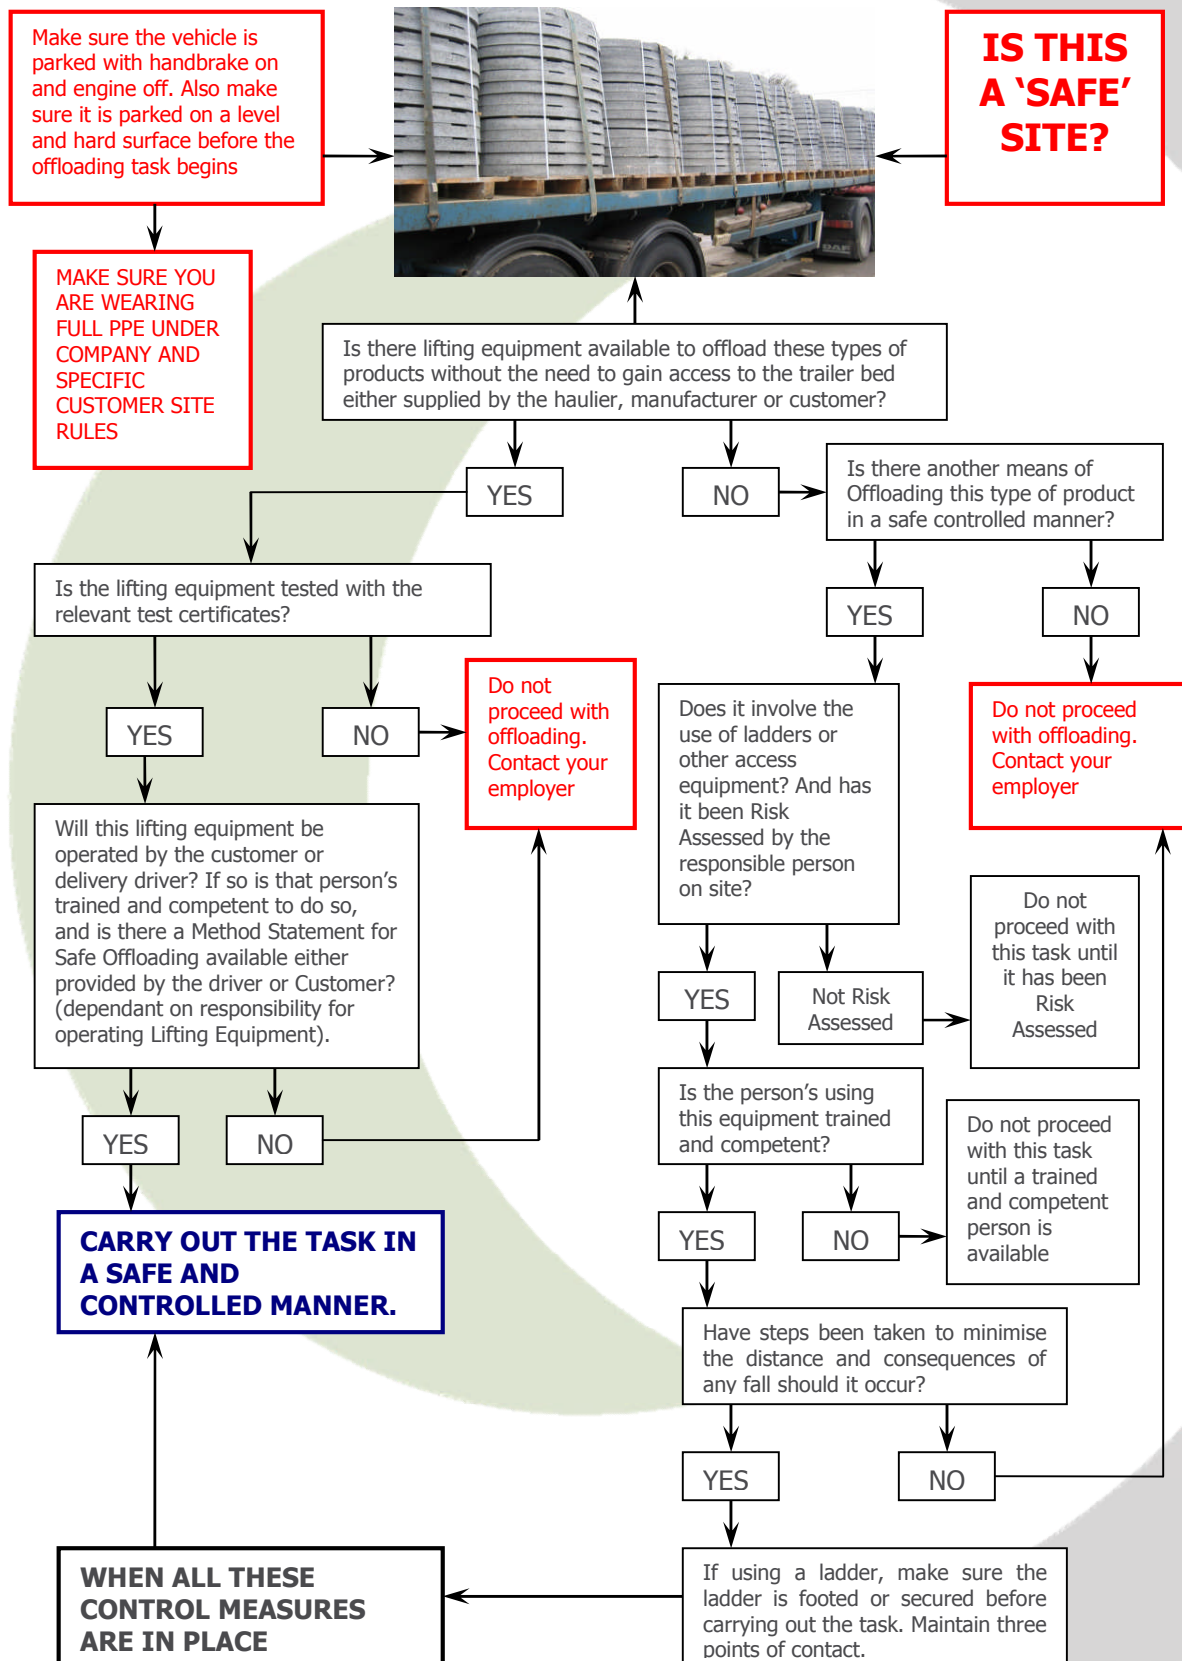 Make sure the vehicle is
parked with handbrake on
and engine off. Also make
sure it is parked on a level
and hard surface before the
offloading task begins
IS THIS
A ‘SAFE’
SITE?
MAKE SURE YOU
ARE WEARING
FULL PPE UNDER
COMPANY AND
SPECIFIC
CUSTOMER SITE
RULES
Is there lifting equipment available to offload these types of
products without the need to gain access to the trailer bed
either supplied by the haulier, manufacturer or customer?
YES
NO
Is there another means of
Offloading this type of product
in a safe controlled manner?
Is the lifting equipment tested with the
relevant test certificates?
YES
NO
YES
NO
Do not
proceed with
offloading.
Contact your
employer
Does it involve the
use of ladders or
other access
equipment? And has
it been Risk
Assessed by the
responsible person
on site?
Do not proceed
with offloading.
Contact your
employer
Will this lifting equipment be
operated by the customer or
delivery driver? If so is that person’s
trained and competent to do so,
and is there a Method Statement for
Safe Offloading available either
provided by the driver or Customer?
(dependant on responsibility for
operating Lifting Equipment).
Do not
proceed with
this task until
it has been
Risk
Assessed
YES
Not Risk
Assessed
Is the person’s using
this equipment trained
and competent?
YES
NO
Do not proceed
with this task
until a trained
and competent
person is
available
YES
NO
CARRY OUT THE TASK IN
A SAFE AND
CONTROLLED MANNER.
Have steps been taken to minimise
the distance and consequences of
any fall should it occur?
YES
NO
WHEN ALL THESE
CONTROL MEASURES
ARE IN PLACE
If using a ladder, make sure the
ladder is footed or secured before
carrying out the task. Maintain three
points of contact.